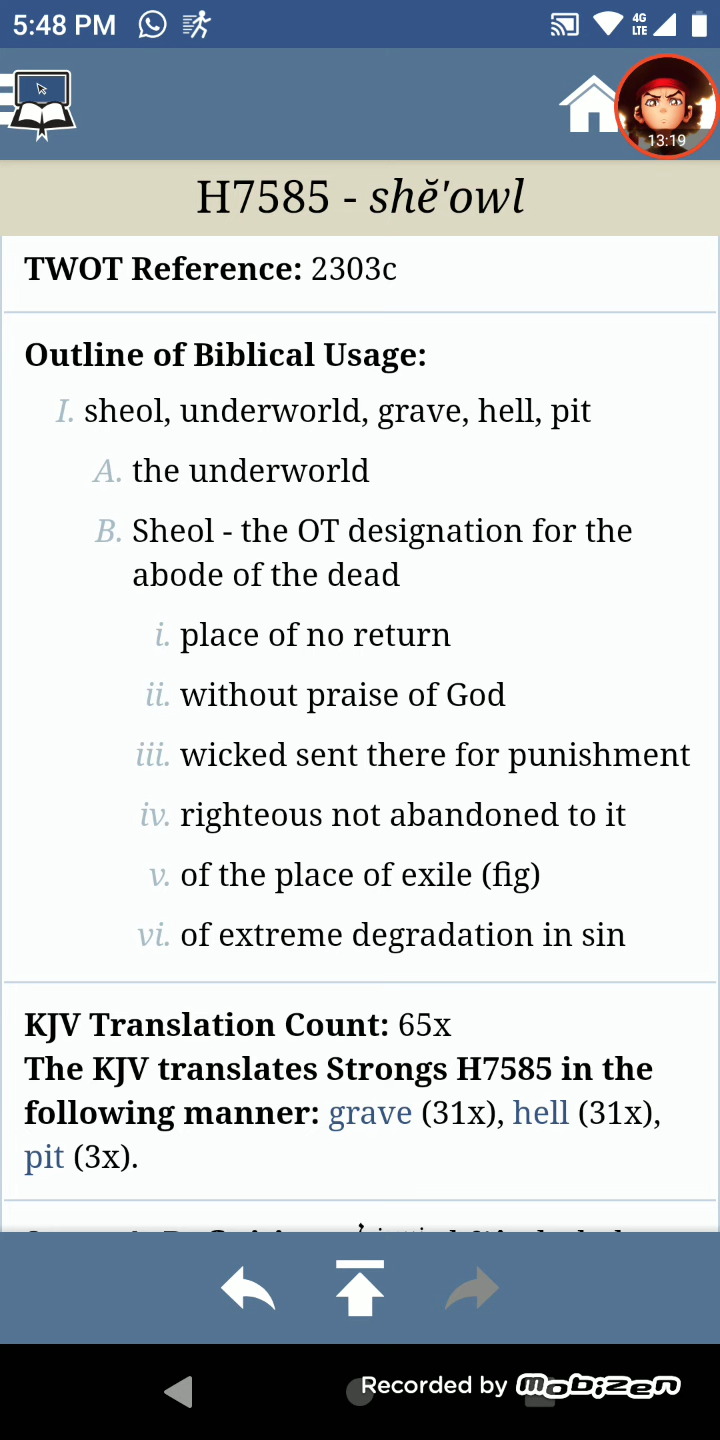 5:48 PM
4G
LTE
13:19
H7585 - shĕ'owl
TWOT Reference: 2303c
Outline of Biblical Usage:
I. sheol, underworld, grave, hell, pit
A. the underworld
B. Sheol - the OT designation for the
abode of the dead
i. place of no return
ii. without praise of God
iii. wicked sent there for punishment
iv. righteous not abandoned to it
v. of the place of exile (fig)
vi. of extreme degradation in sin
KJV Translation Count: 65x
The KJV translates Strongs H7585 in the
following manner: grave (31x), hell (31x),
pit (3x).
Recorded by mobizen